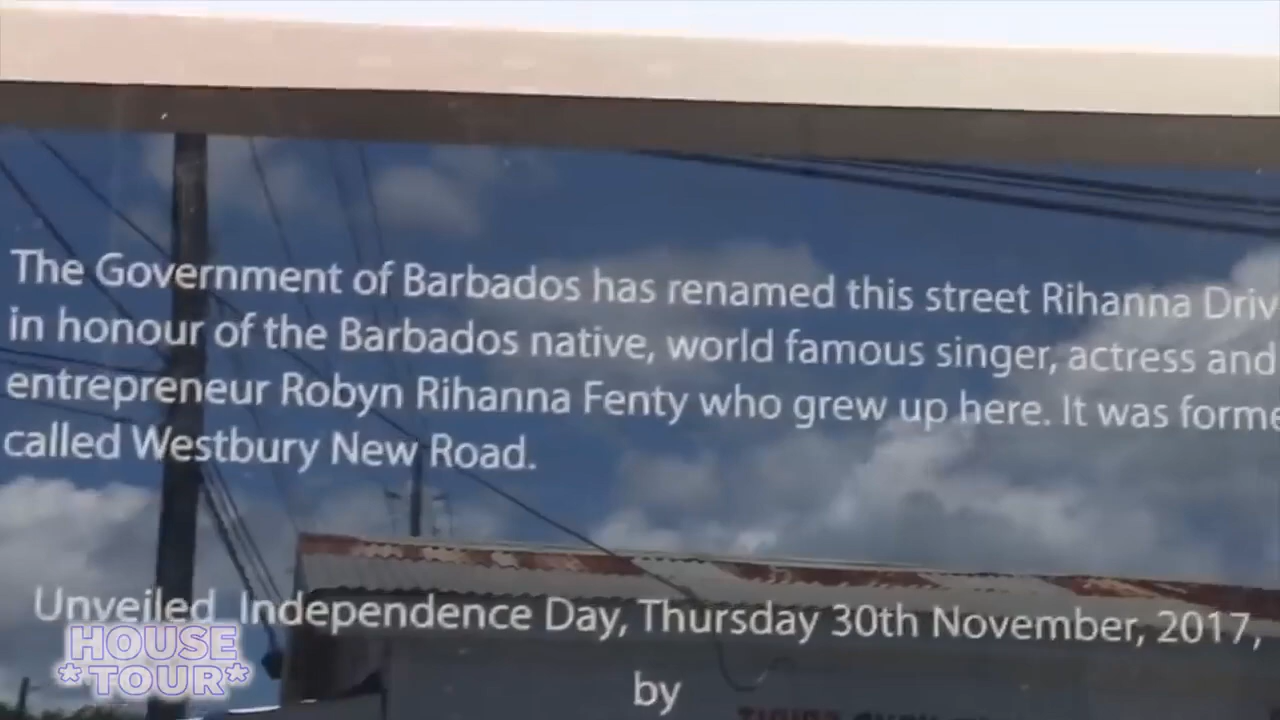 The Government of Barbados has renamed this street Rihanna Driv
in honour of the Barbados native, world famous singer, actress and
entrepreneur Robyn Rihanna Fenty who grew up here. It was forme
called Westbury New Road.
Unveiled Independence Day, Thursday 30th November, 2017,
by
HOUSE
*TOUR*